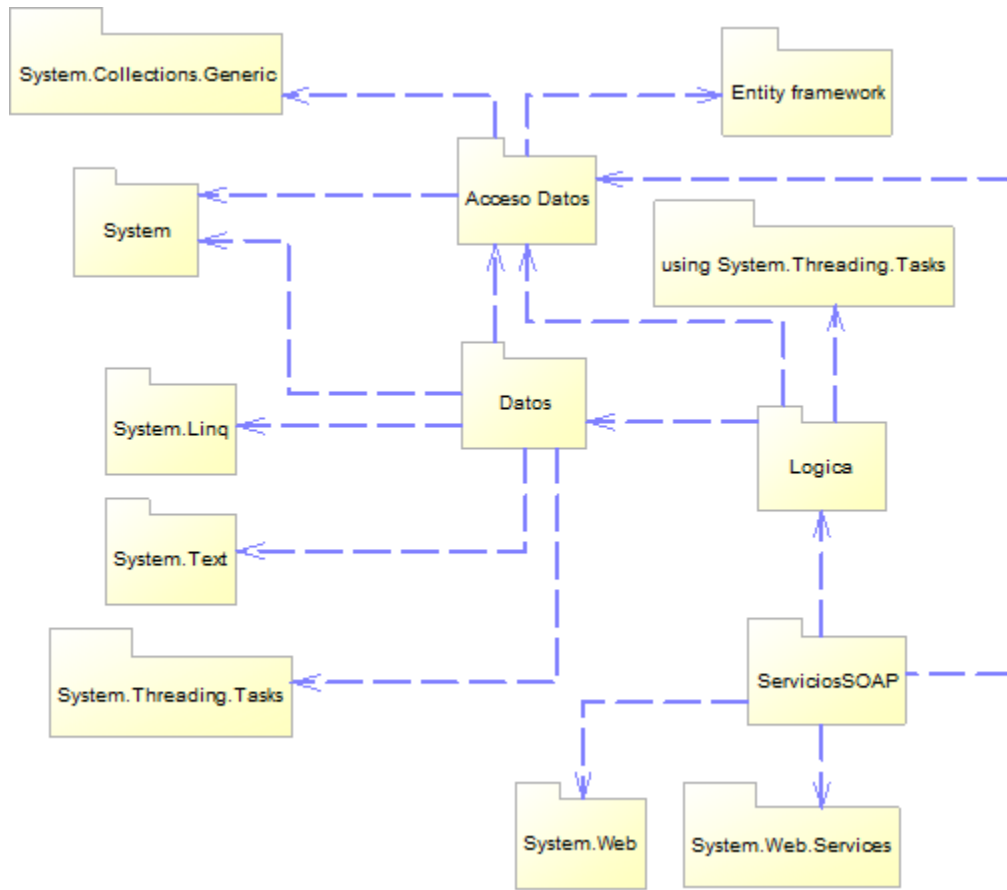 System.Collections.Generic
Entity framework
Acceso Datos
System
using System.Threading.Tasks
Datos
System.Linq
Logica
System.Text
System.Threading.Tasks
ServiciosSOAP
System.Web
System.Web.Services